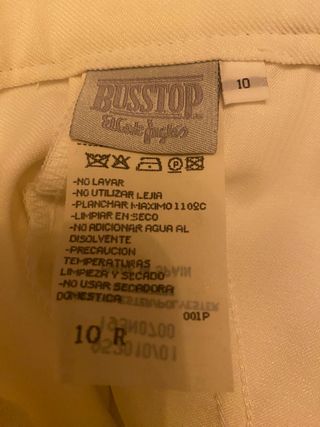 BUSSTOP
El Corte Inglés
10
-NO LAVAR
-NO UTILIZAR LEJIA
-PLANCHAR MAXIMO 110ºC
-LIMPIAR EN SECO
-NO ADICIONAR AGUA AL
DISOLVENTE
-PRECAUCION
TEMPERATURAS
LIMPIEZA Y SECADO
-NO USAR SECADORA
DOMESTICA
001P
10 R